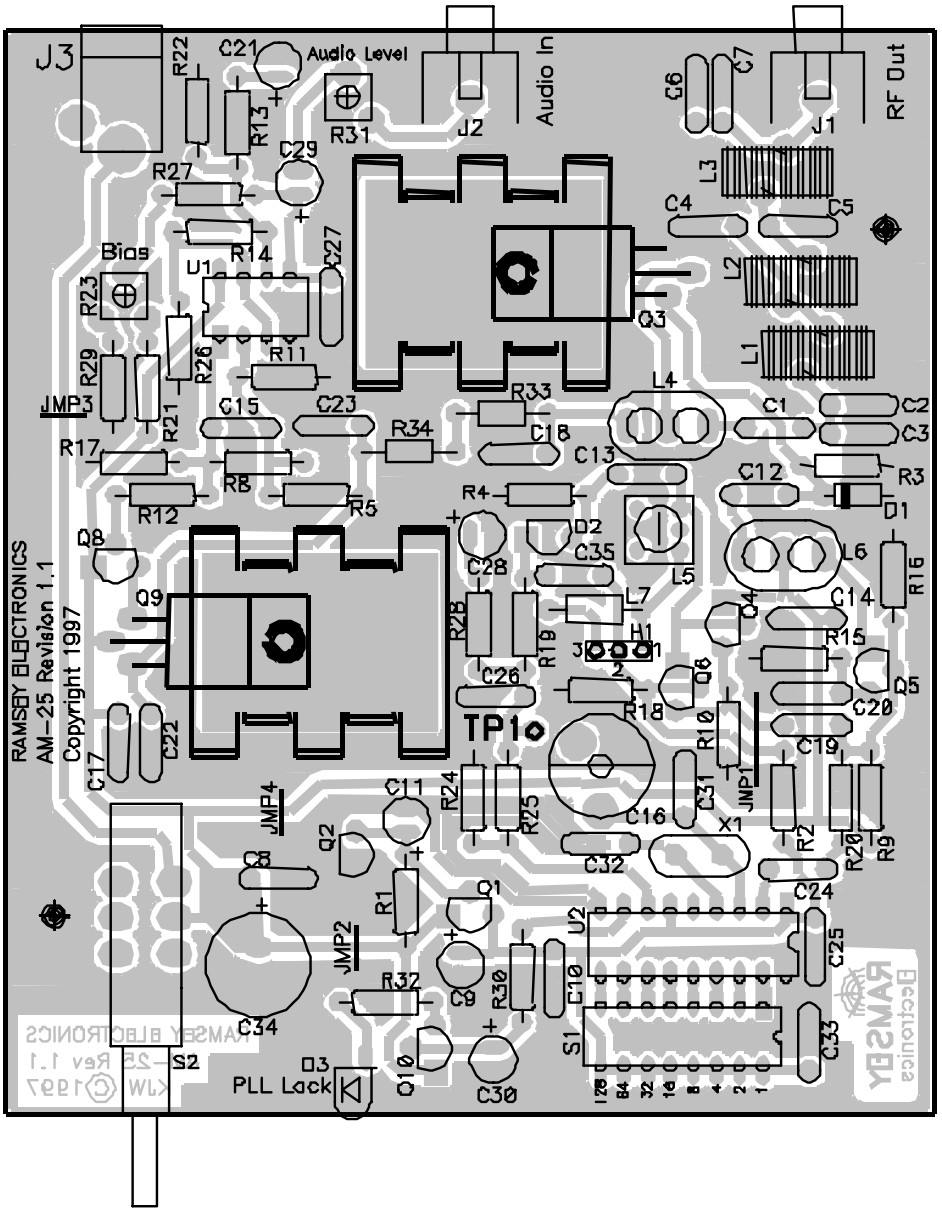 J3
R22
C21
Audio Level
R13
R31
J2
Audio In
C6
C7
J1
RF Out
R27
C29
L3
C4
C5
R14
Bias
U1
C27
R23
L2
Q3
L1
R29
R26
R11
JMP3
R21
C15
C23
R33
L4
C1
C2
C3
R17
R8
R34
C18
C13
R3
R12
R5
R4
C12
D1
Q8
C28
D2
C35
L5
L6
R16
RAMSEY ELECTRONICS
AM-25 Revision 1.1
Copyright 1997
Q9
R28
R19
L7
H1
3
2
1
Q4
C14
R15
Q6
Q5
C26
R18
R10
C20
C19
TP1
C17
C22
R24
R25
C16
C31
JMP1
R2
R20
R9
JMP4
C11
Q2
C32
X1
C8
R1
Q1
C24
U2
C25
JMP2
C9
R30
C10
R32
C34
S1
C33
Q10
C30
S2
D3
PLL Lock
128
64
32
16
8
4
2
1
RAMSEY ELECTRONICS
AM-25 Rev 1.1
KJW ©1997
RAMSEY
Electronics